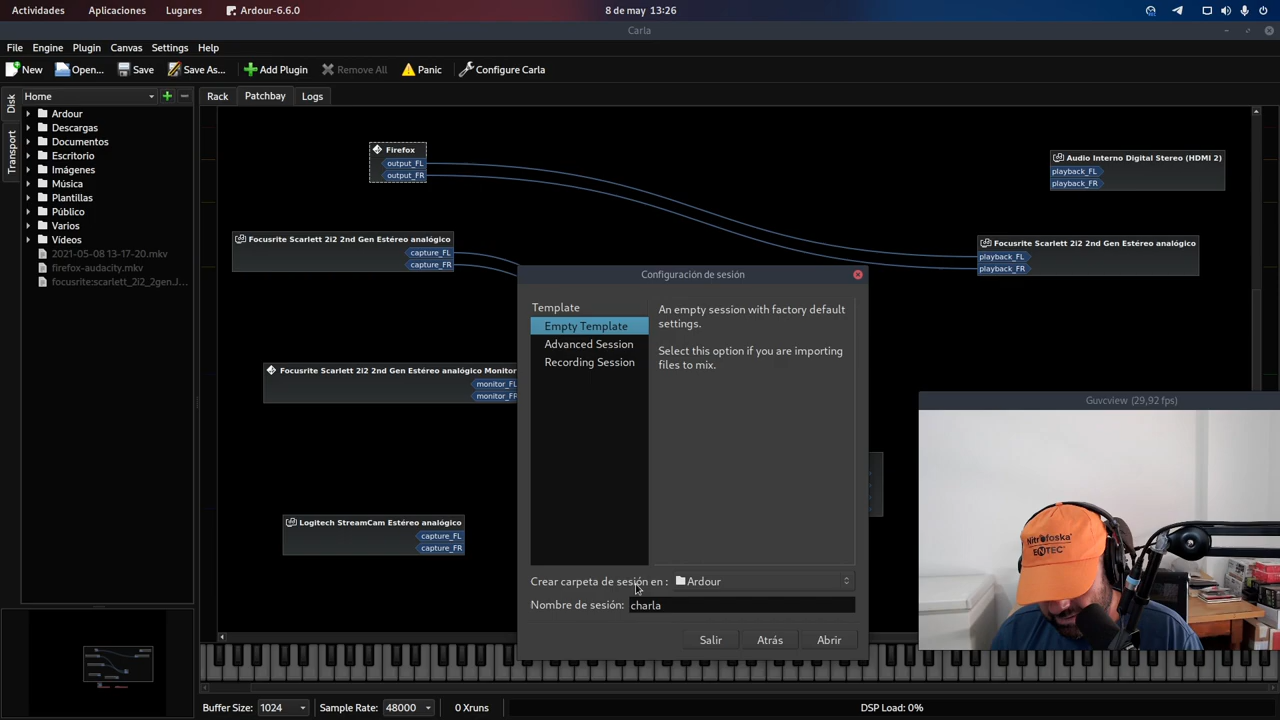 Actividades Aplicaciones Lugares Ardour-6.6.0 8 de may 13:26
Carla
File Engine Plugin Canvas Settings Help
New Open... Save Save As... Add Plugin Remove All Panic Configure Carla
Disk
Transport
Home
Ardour
Descargas
Documentos
Escritorio
Imágenes
Música
Plantillas
Público
Varios
Vídeos
2021-05-08 13-17-20.mkv
firefox-audacity.mkv
focusrite:scarlett_2i2_2gen.J...
Rack Patchbay Logs
Firefox
output_FL
output_FR
Audio Interno Digital Stereo (HDMI 2)
playback_FL
playback_FR
Focusrite Scarlett 2i2 2nd Gen Estéreo analógico
capture_FL
capture_FR
Focusrite Scarlett 2i2 2nd Gen Estéreo analógico
playback_FL
playback_FR
Focusrite Scarlett 2i2 2nd Gen Estéreo analógico Monitor
monitor_FL
monitor_FR
Logitech StreamCam Estéreo analógico
capture_FL
capture_FR
Configuración de sesión
Template
Empty Template
Advanced Session
Recording Session
An empty session with factory default
settings.
Select this option if you are importing
files to mix.
Crear carpeta de sesión en : Ardour
Nombre de sesión: charla
Salir Atrás Abrir
Guvcview (29,92 fps)
Nitrofoska
ENTEC
Buffer Size: 1024 Sample Rate: 48000 0 Xruns DSP Load: 0%